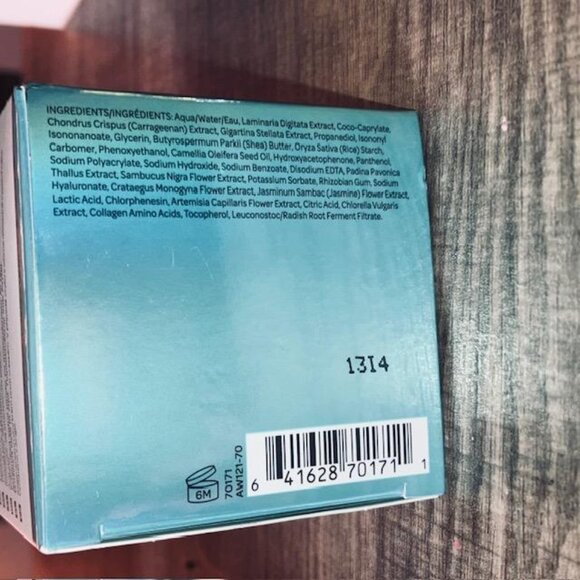 INGREDIENTS/INGRÉDIENTS: Aqua/Water/Eau, Laminaria Digitata Extract, Coco-Caprylate,
Chondrus Crispus (Carrageenan) Extract, Gigartina Stellata Extract, Propanediol, Isononyl
Isononanoate, Glycerin, Butyrospermum Parkii (Shea) Butter, Oryza Sativa (Rice) Starch,
Carbomer, Phenoxyethanol, Camellia Oleifera Seed Oil, Hydroxyacetophenone, Panthenol,
Sodium Polyacrylate, Sodium Hydroxide, Sodium Benzoate, Disodium EDTA, Padina Pavonica
Thallus Extract, Sambucus Nigra Flower Extract, Potassium Sorbate, Rhizobian Gum, Sodium
Hyaluronate, Crataegus Monogyna Flower Extract, Jasminum Sambac (Jasmine) Flower Extract,
Lactic Acid, Chlorphenesin, Artemisia Capillaris Flower Extract, Citric Acid, Chlorella Vulgaris
Extract, Collagen Amino Acids, Tocopherol, Leuconostoc/Radish Root Ferment Filtrate.
1314
6M
70171
AW121-70
6 41628 70171 1